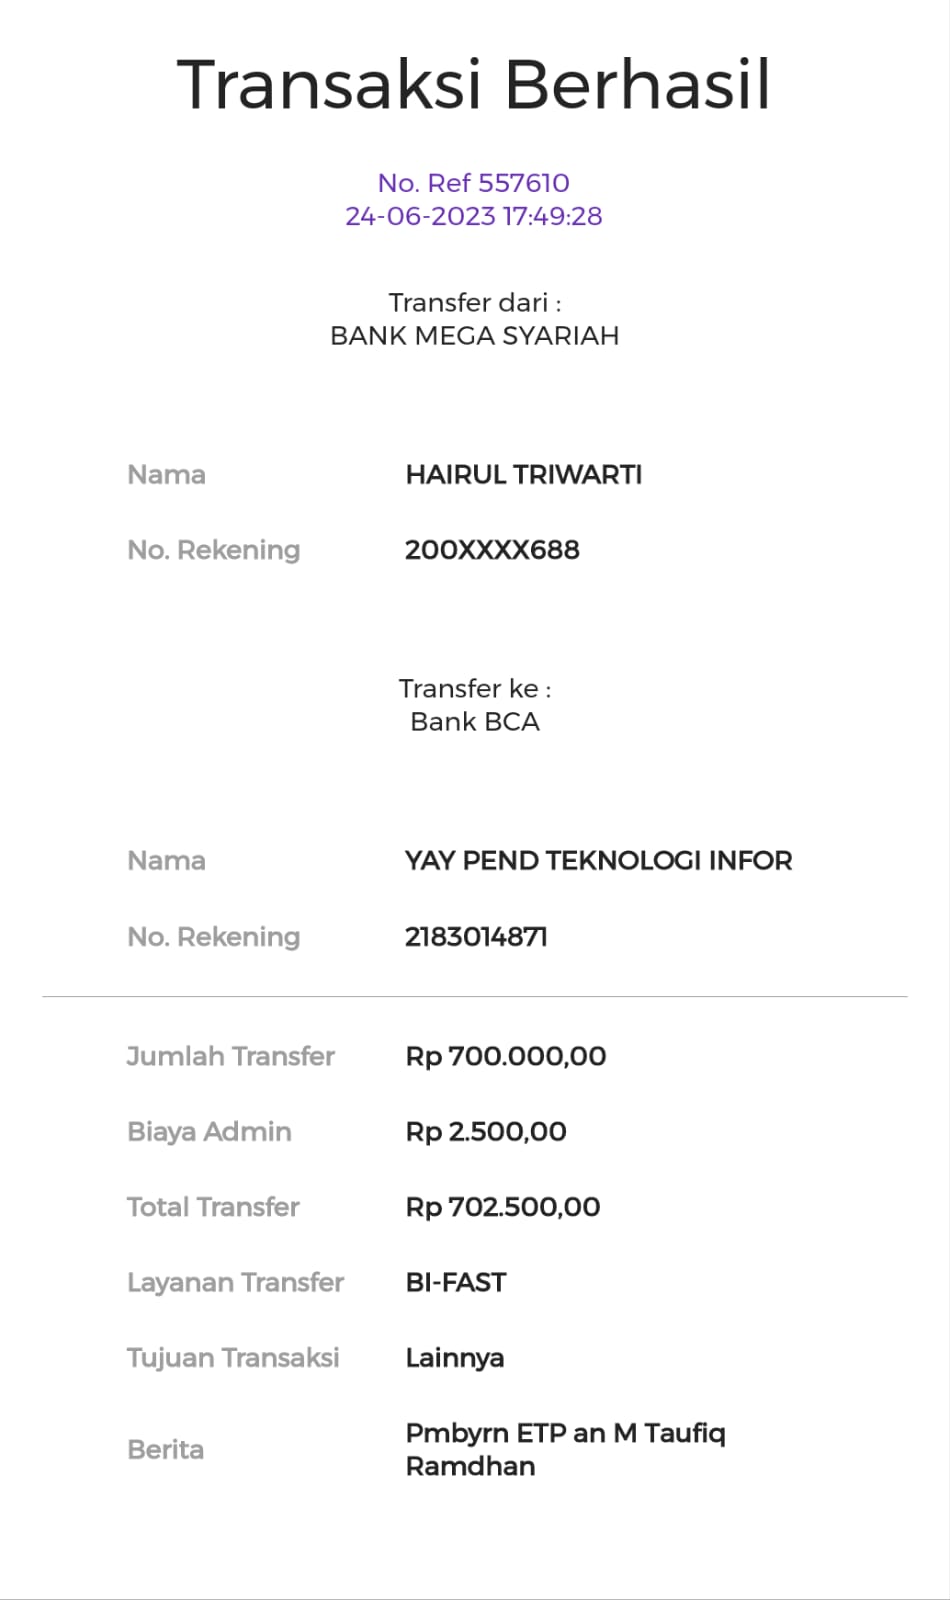 Transaksi Berhasil
No. Ref 557610
24-06-2023 17:49:28
Transfer dari :
BANK MEGA SYARIAH
Nama HAIRUL TRIWARTI
No. Rekening 200XXXX688
Transfer ke :
Bank BCA
Nama YAY PEND TEKNOLOGI INFOR
No. Rekening 2183014871
Jumlah Transfer Rp 700.000,00
Biaya Admin Rp 2.500,00
Total Transfer Rp 702.500,00
Layanan Transfer BI-FAST
Tujuan Transaksi Lainnya
Berita Pmbyrn ETP an M Taufiq
Ramdhan